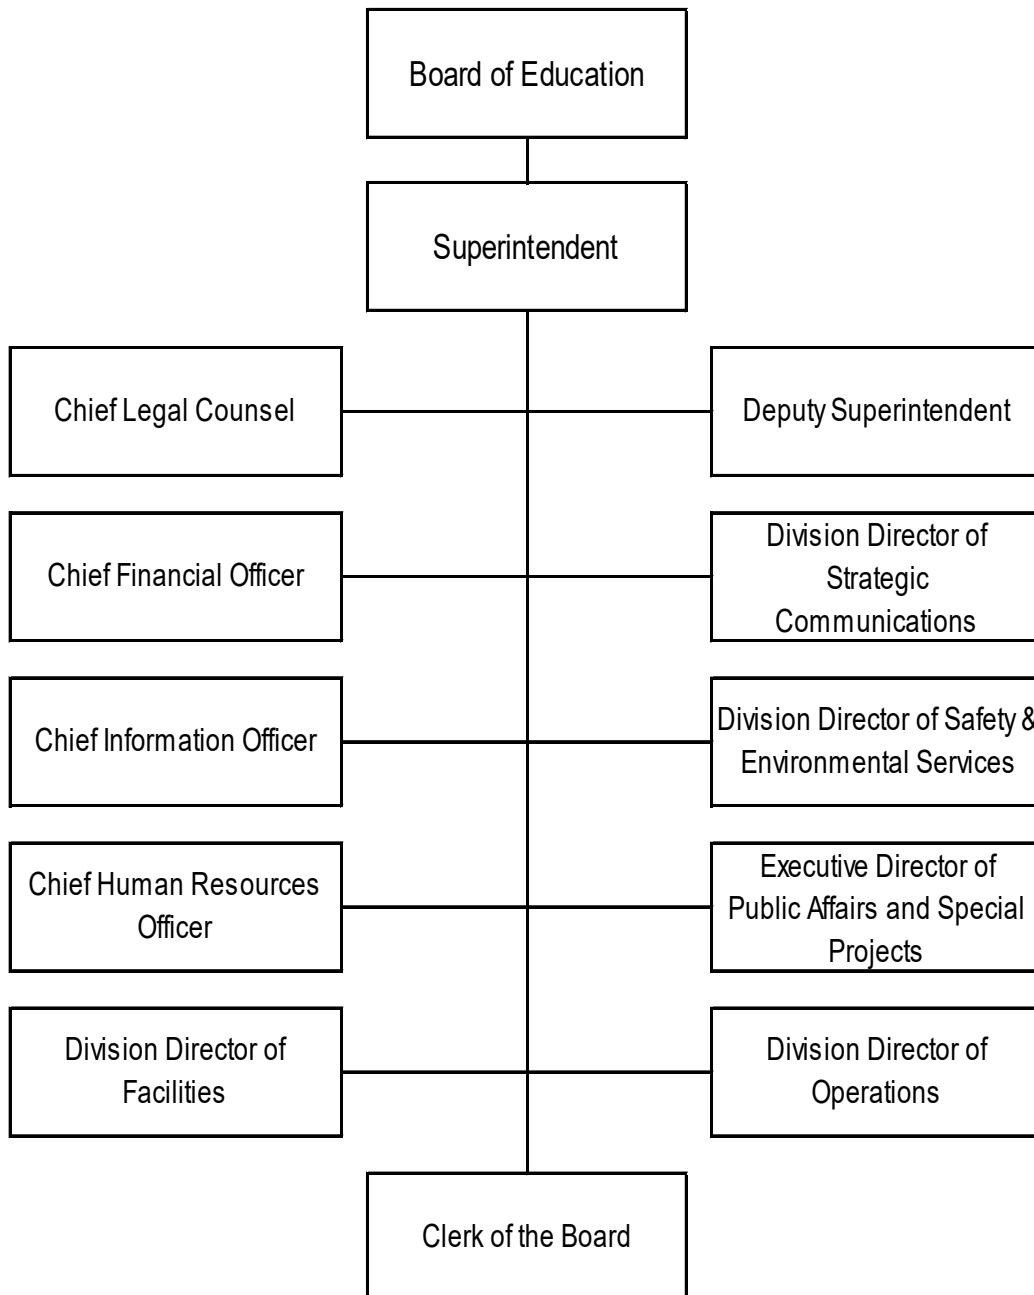 Board of Education
Superintendent
Chief Legal Counsel
Deputy Superintendent
Chief Financial Officer
Division Director of
Strategic
Communications
Chief Information Officer
Division Director of Safety &
Environmental Services
Chief Human Resources
Officer
Executive Director of
Public Affairs and Special
Projects
Division Director of
Facilities
Division Director of
Operations
Clerk of the Board